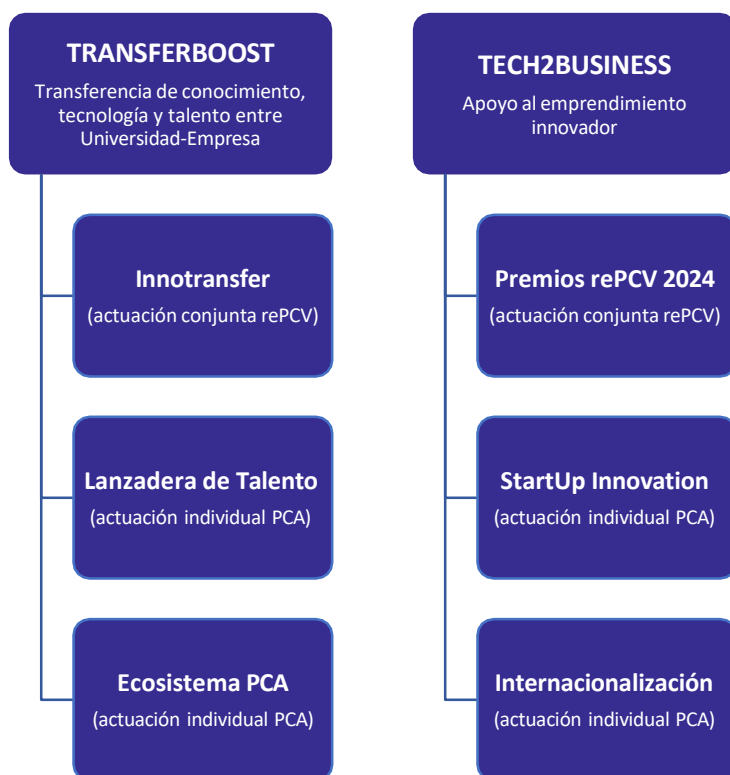 TRANSFERBOOST
Transferencia de conocimiento,
tecnología y talento entre
Universidad-Empresa
Innotransfer
(actuación conjunta rePCV)
Lanzadera de Talento
(actuación individual PCA)
Ecosistema PCA
(actuación individual PCA)
TECH2BUSINESS
Apoyo al emprendimiento
innovador
Premios rePCV 2024
(actuación conjunta rePCV)
StartUp Innovation
(actuación individual PCA)
Internacionalización
(actuación individual PCA)